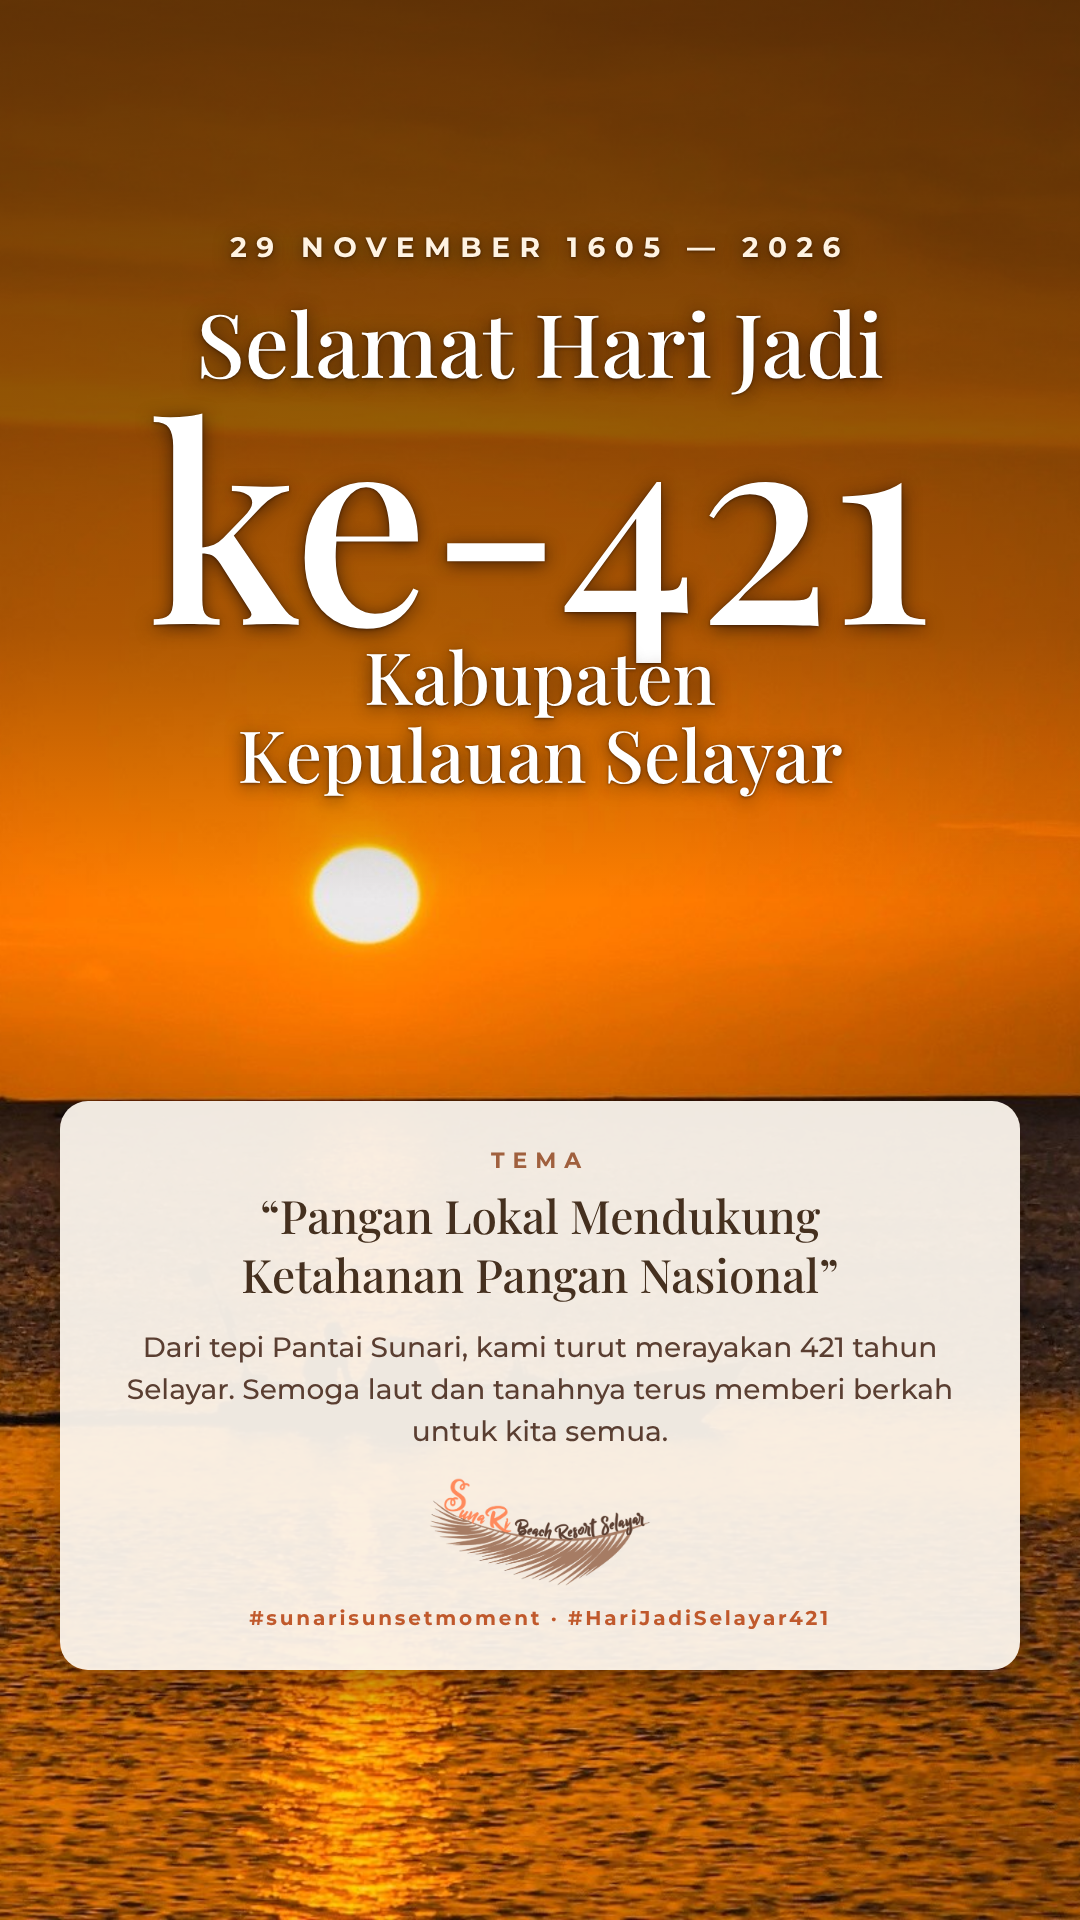 29 NOVEMBER 1605 — 2026
Selamat Hari Jadi
ke-421
Kabupaten
Kepulauan Selayar
TEMA
“Pangan Lokal Mendukung
Ketahanan Pangan Nasional”
Dari tepi Pantai Sunari, kami turut merayakan 421 tahun
Selayar. Semoga laut dan tanahnya terus memberi berkah
untuk kita semua.
SunaRi Beach Resort Selayar
#sunarisunsetmoment · #HariJadiSelayar421